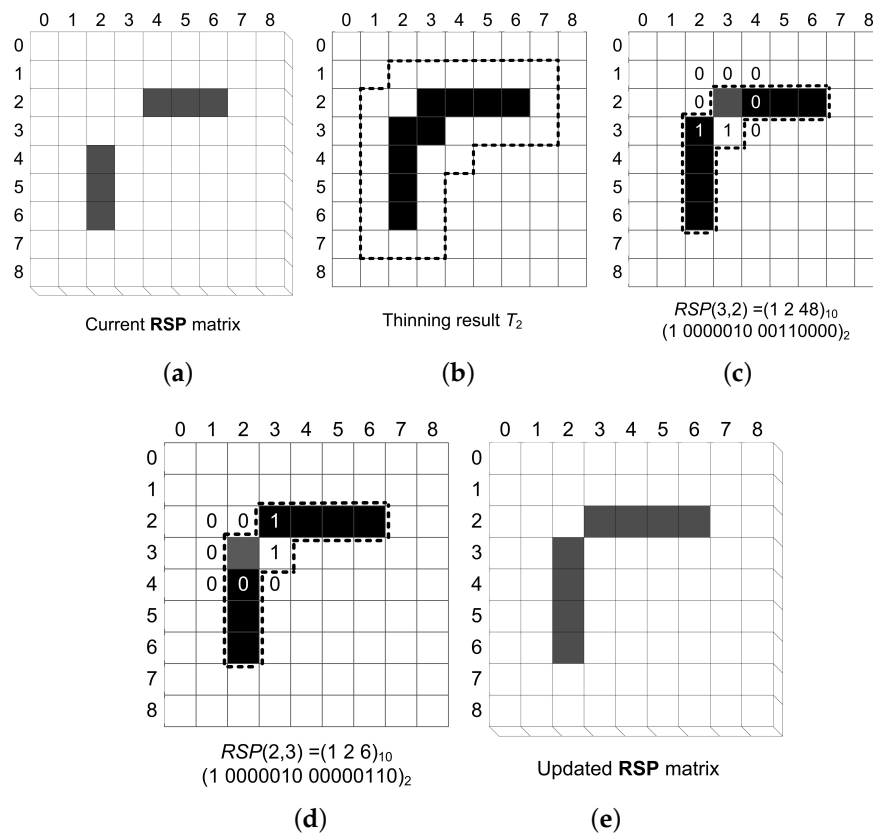 0 1 2 3 4 5 6 7 8
0 1 2 3 4 5 6 7 8
0 1 2 3 4 5 6 7 8
0
0
0
1
1
1
0 0 0
2
2
2
0
0
3
3
3
1 1 0
4
4
4
5
5
5
6
6
6
7
7
7
8
8
8
Current RSP matrix
Thinning result T₂
RSP(3,2) =(1 2 48)₁₀
(1 0000010 00110000)₂
(a)
(b)
(c)
0 1 2 3 4 5 6 7 8
0 1 2 3 4 5 6 7 8
0
0
1
1
2
0 0 1
2
3
0
1
3
4
0 0 0
4
5
5
6
6
7
7
8
8
RSP(2,3) =(1 2 6)₁₀
(1 0000010 00000110)₂
Updated RSP matrix
(d)
(e)